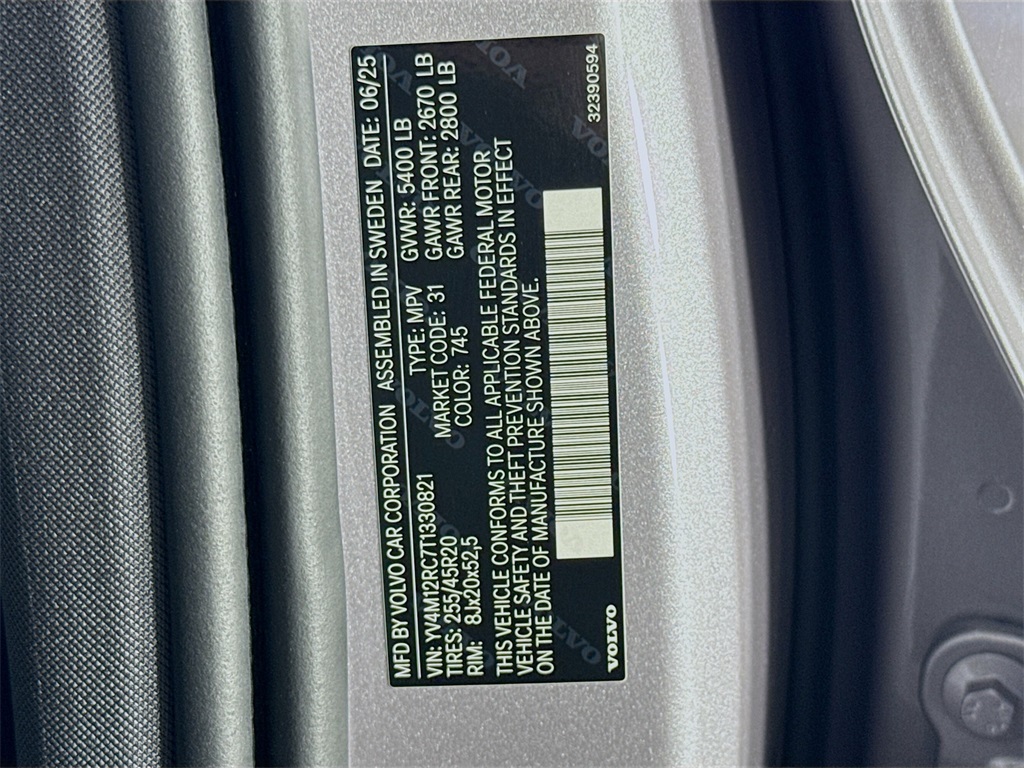 MFD BY VOLVO CAR CORPORATION ASSEMBLED IN SWEDEN DATE: 06/25
VIN: YV4M12RC7T1330821 TYPE: MPV GVWR: 5400 LB
TIRES: 255/45R20 MARKET CODE: 31 GAWR FRONT: 2670 LB
RIM: 8Jx20x52,5 COLOR: 745 GAWR REAR: 2800 LB
THIS VEHICLE CONFORMS TO ALL APPLICABLE FEDERAL MOTOR
VEHICLE SAFETY AND THEFT PREVENTION STANDARDS IN EFFECT
ON THE DATE OF MANUFACTURE SHOWN ABOVE.
VOLVO
32390594